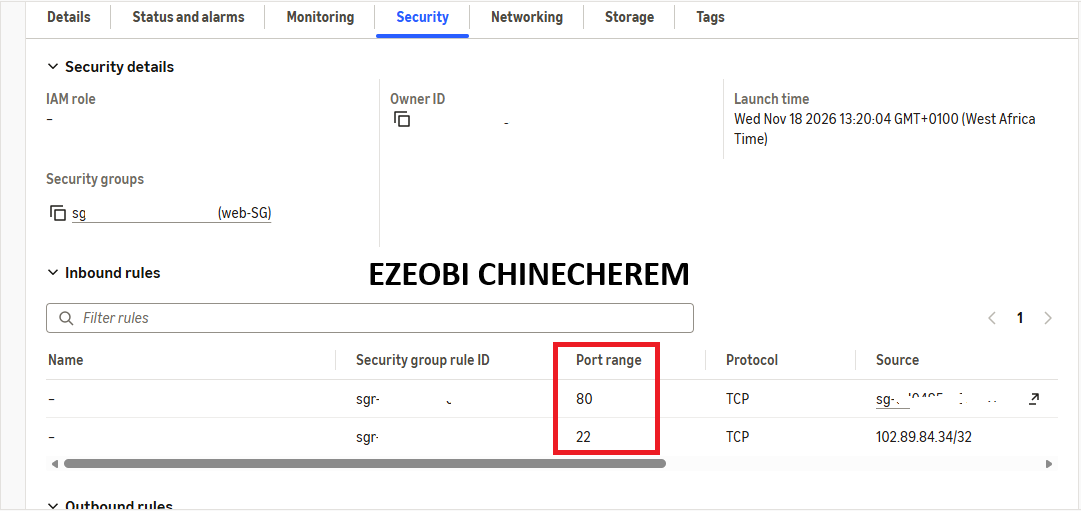 Details Status and alarms Monitoring Security Networking Storage Tags
Security details
IAM role Owner ID Launch time
– – Wed Nov 18 2026 13:20:04 GMT+0100 (West Africa
Time)
Security groups
sg (web-SG)
Inbound rules
EZEOBI CHINECHEREM
Filter rules 1
Name Security group rule ID Port range Protocol Source
– sgr- 80 TCP sg-
– sgr- 22 TCP 102.89.84.34/32
Outbound rules